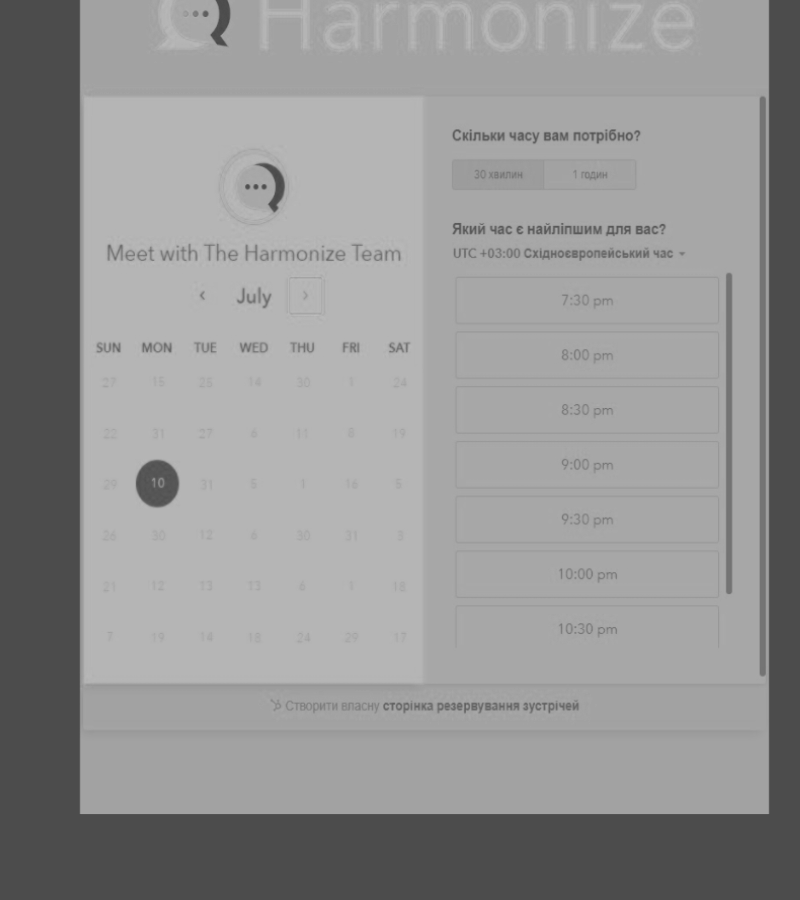 Harmonize
Meet with The Harmonize Team
July
SUN MON TUE WED THU FRI SAT
27 15 25 14 30 1 24
22 31 27 6 11 8 19
29 10 31 5 1 16 5
26 30 12 6 30 31 3
21 12 13 13 6 1
7 19 14 18 24 29 17
Скільки часу вам потрібно?
30 хвилин 1 годин
Який час є найліпшим для вас?
UTC +03:00 Східноєвропейський час
7:30 pm
8:00 pm
8:30 pm
9:00 pm
9:30 pm
10:00 pm
10:30 pm
Створити власну сторінка резервування зустрічей